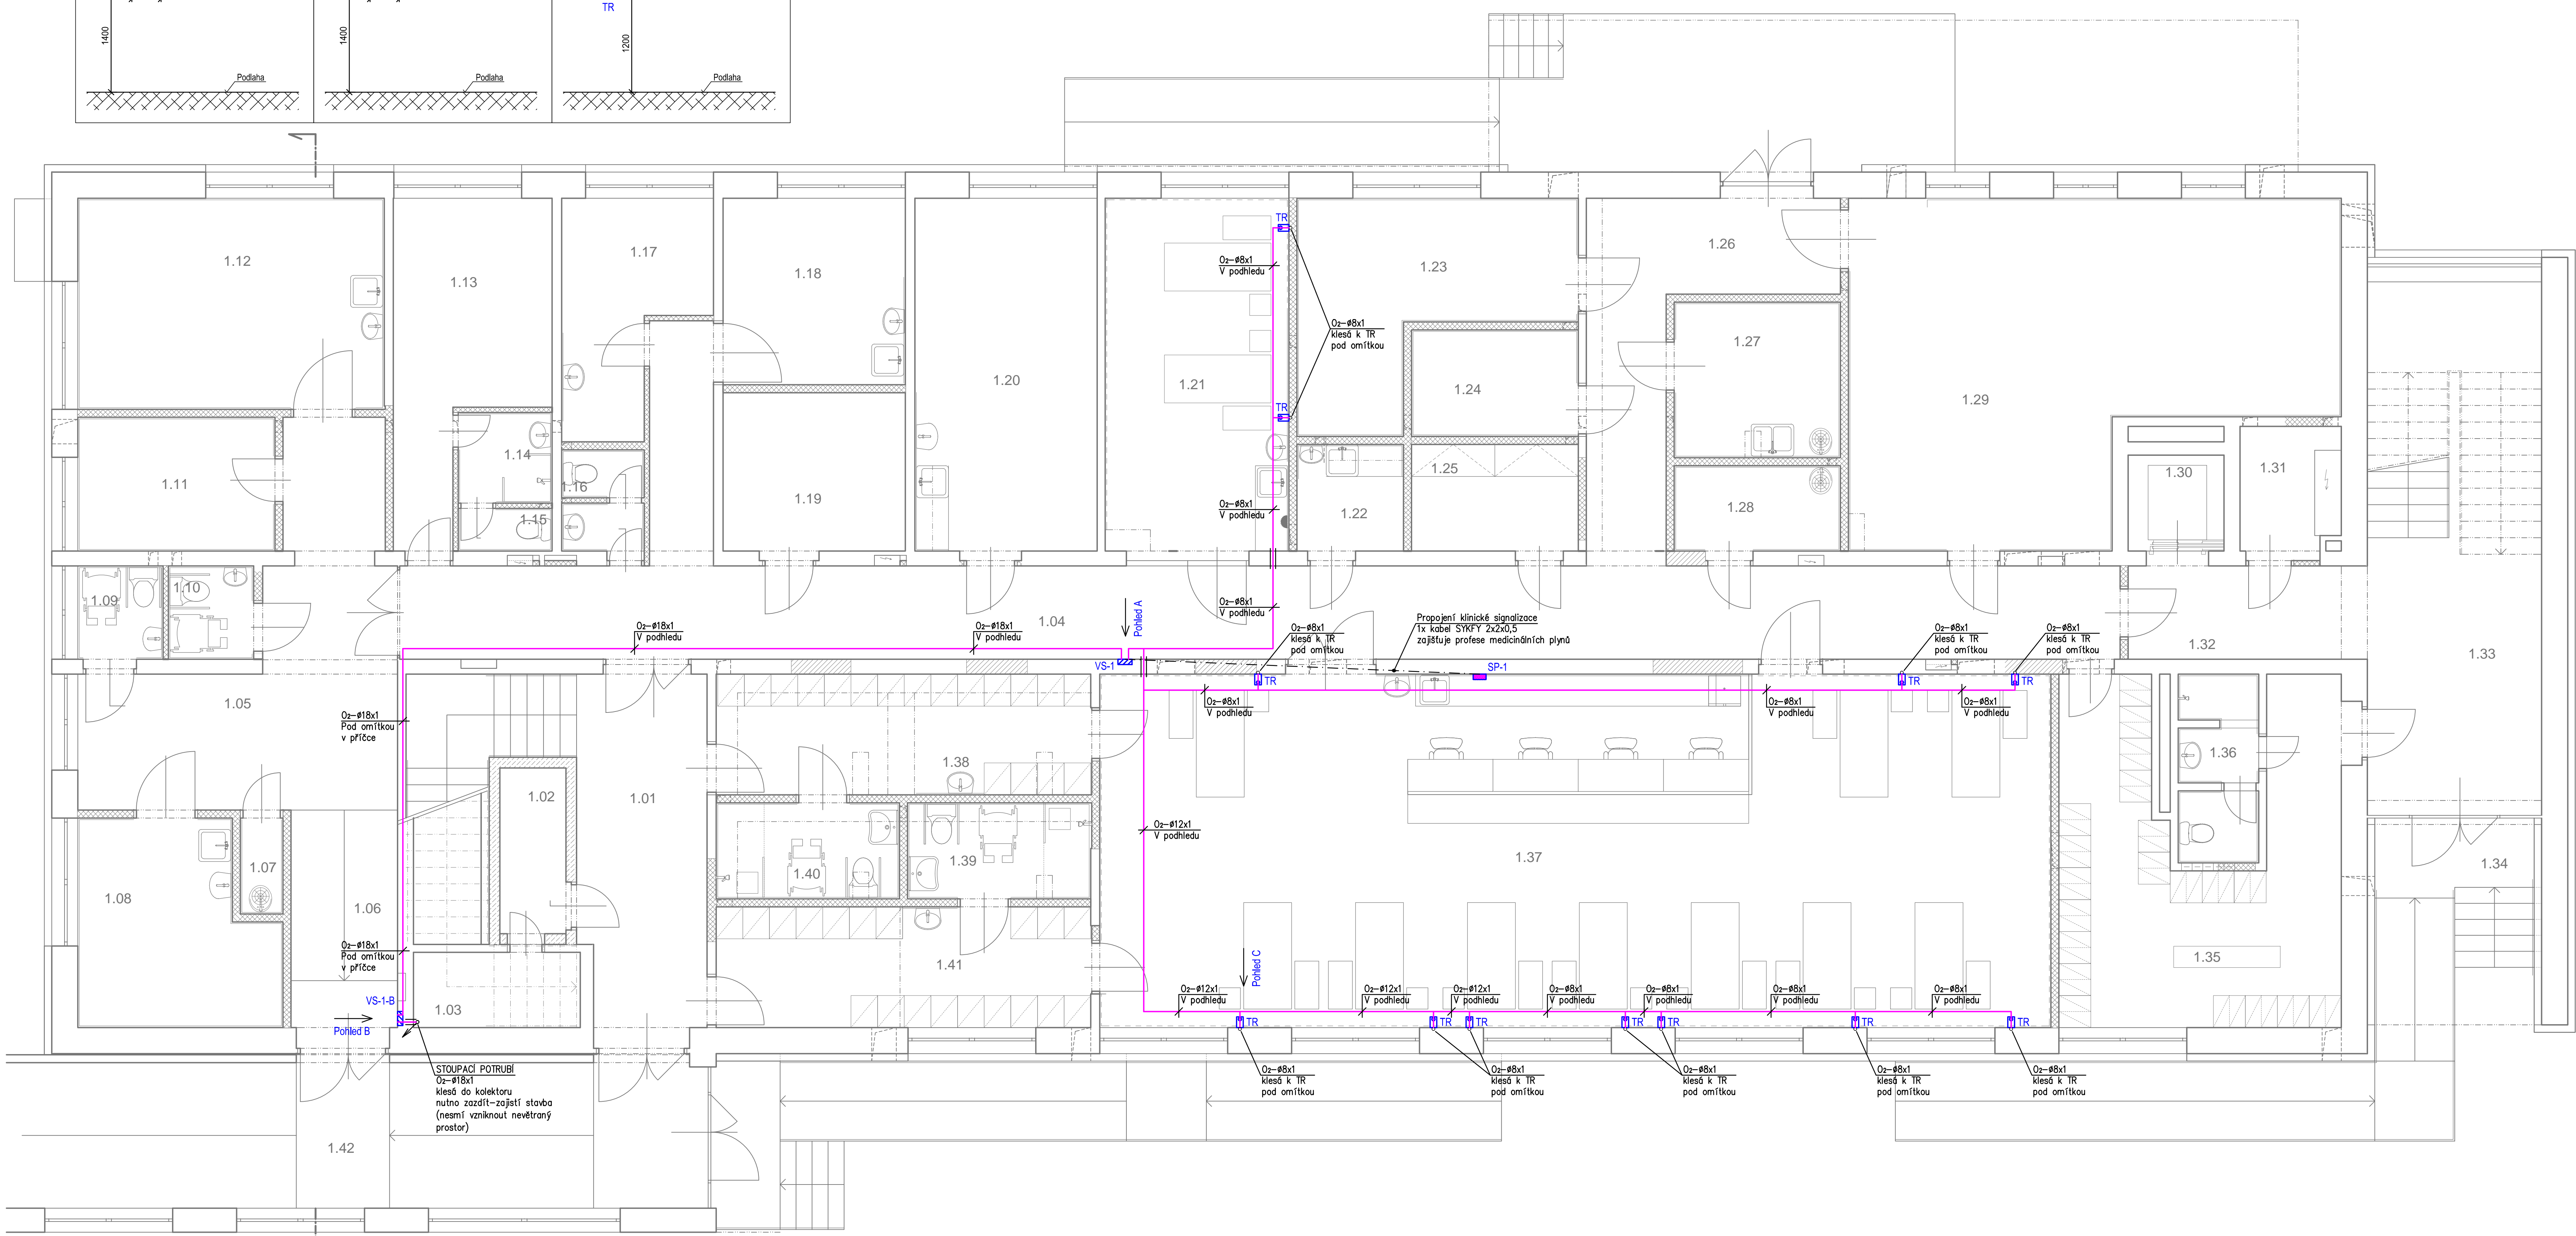 TR
1400
1400
1200
Podlaha
Podlaha
Podlaha
1.12
1.13
1.17
1.18
1.20
TR
O₂-ø8x1
V podhledu
1.21
TR
O₂-ø8x1
klesá k TR
pod omítkou
1.23
1.24
1.26
1.27
1.29
1.11
1.14
1.15
1.16
1.19
O₂-ø8x1
V podhledu
1.22
1.25
1.28
1.30
1.31
1.09
1.10
1.04
O₂-ø18x1
V podhledu
O₂-ø18x1
V podhledu
Pohled A
O₂-ø8x1
V podhledu
VS-1
O₂-ø8x1
klesá k TR
pod omítkou
TR
Propojení klinické signalizace
1x kabel SYKFY 2x2x0,5
zajišťuje profese medicinálních plynů
SP-1
O₂-ø8x1
klesá k TR
pod omítkou
TR
O₂-ø8x1
klesá k TR
pod omítkou
TR
1.32
1.33
1.05
O₂-ø18x1
Pod omítkou
v příčce
O₂-ø8x1
V podhledu
O₂-ø8x1
V podhledu
O₂-ø8x1
V podhledu
1.36
1.38
1.02
1.01
O₂-ø12x1
V podhledu
1.37
1.39
1.40
1.07
1.08
1.06
1.34
O₂-ø18x1
Pod omítkou
v příčce
1.41
Pohled C
1.35
VS-1-B
1.03
Pohled B
O₂-ø12x1
V podhledu
O₂-ø12x1
V podhledu
O₂-ø12x1
V podhledu
O₂-ø8x1
V podhledu
O₂-ø8x1
V podhledu
O₂-ø8x1
V podhledu
O₂-ø8x1
V podhledu
TR
TR
TR
TR
TR
TR
TR
STOUPACÍ POTRUBÍ
O₂-ø18x1
klesá do kolektoru
nutno zazdít-zajistí stavba
(nesmí vzniknout nevětraný
prostor)
O₂-ø8x1
klesá k TR
pod omítkou
O₂-ø8x1
klesá k TR
pod omítkou
O₂-ø8x1
klesá k TR
pod omítkou
O₂-ø8x1
klesá k TR
pod omítkou
O₂-ø8x1
klesá k TR
pod omítkou
1.42